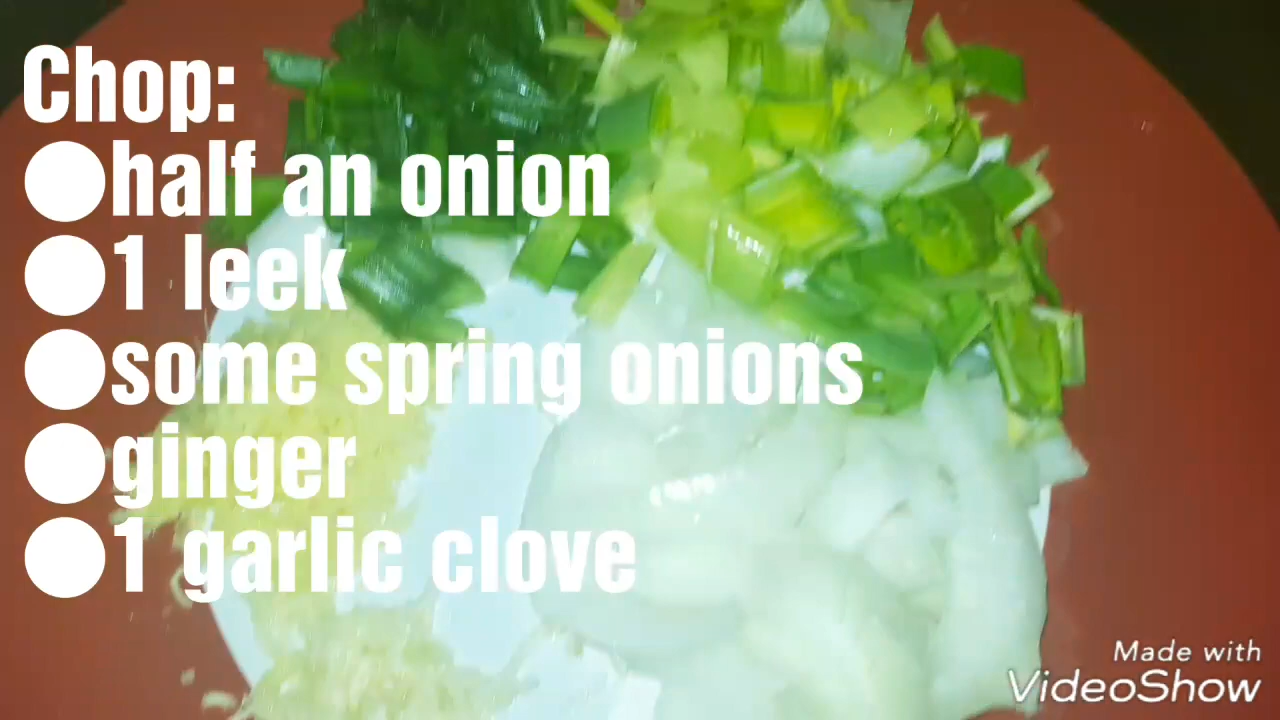 Chop:
●half an onion
●1 leek
●some spring onions
●ginger
●1 garlic clove
Made with
VideoShow